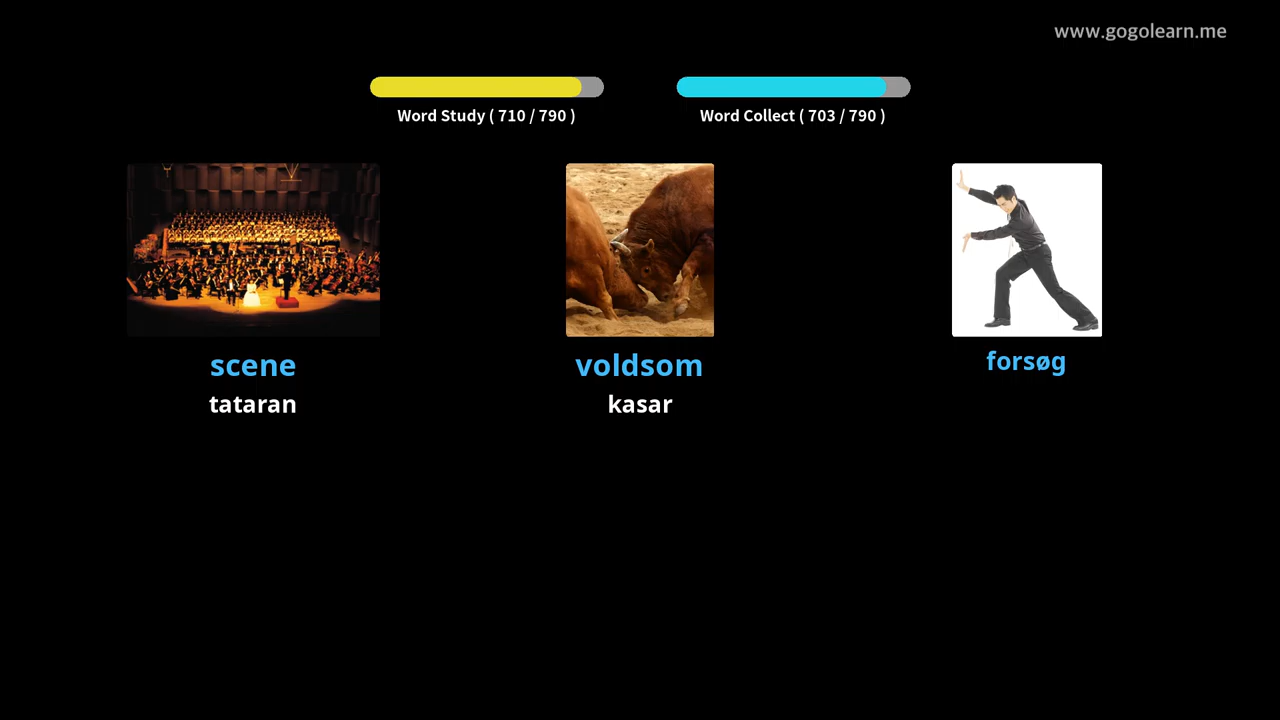 www.gogolearn.me
Word Study ( 710 / 790 )
Word Collect ( 703 / 790 )
scene
voldsom
forsøg
tataran
kasar